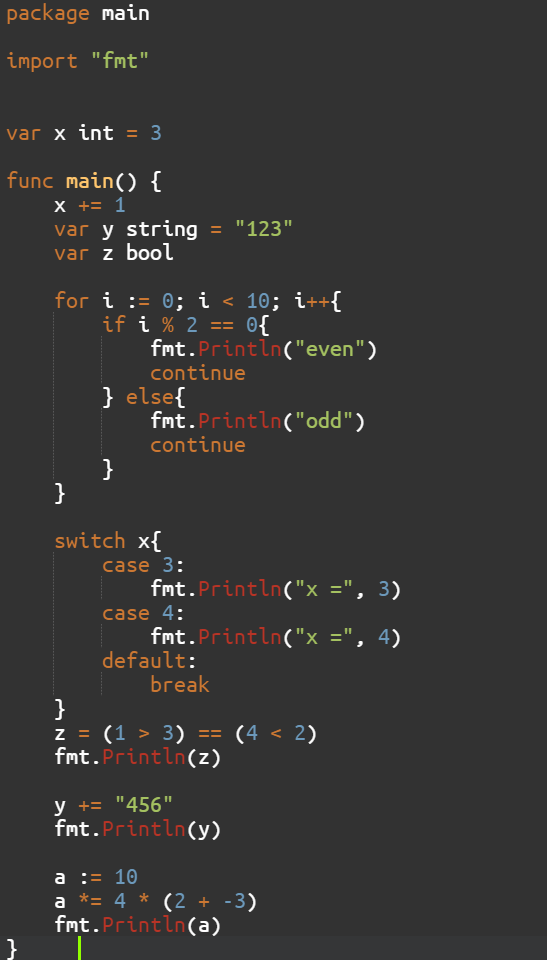 package main
import "fmt"
var x int = 3
func main() {
    x += 1
    var y string = "123"
    var z bool
    for i := 0; i < 10; i++{
        if i % 2 == 0{
            fmt.Println("even")
            continue
        } else{
            fmt.Println("odd")
            continue
        }
    }
    switch x{
        case 3:
            fmt.Println("x =", 3)
        case 4:
            fmt.Println("x =", 4)
        default:
            break
    }
    z = (1 > 3) == (4 < 2)
    fmt.Println(z)
    y += "456"
    fmt.Println(y)
    a := 10
    a *= 4 * (2 + -3)
    fmt.Println(a)
}